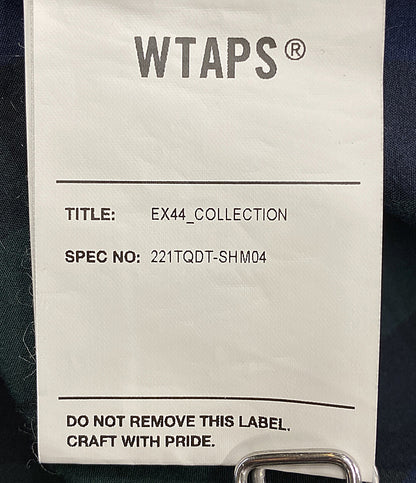 WTAPS®
TITLE: EX44_COLLECTION
SPEC NO: 221TQDT-SHM04
DO NOT REMOVE THIS LABEL.
CRAFT WITH PRIDE.